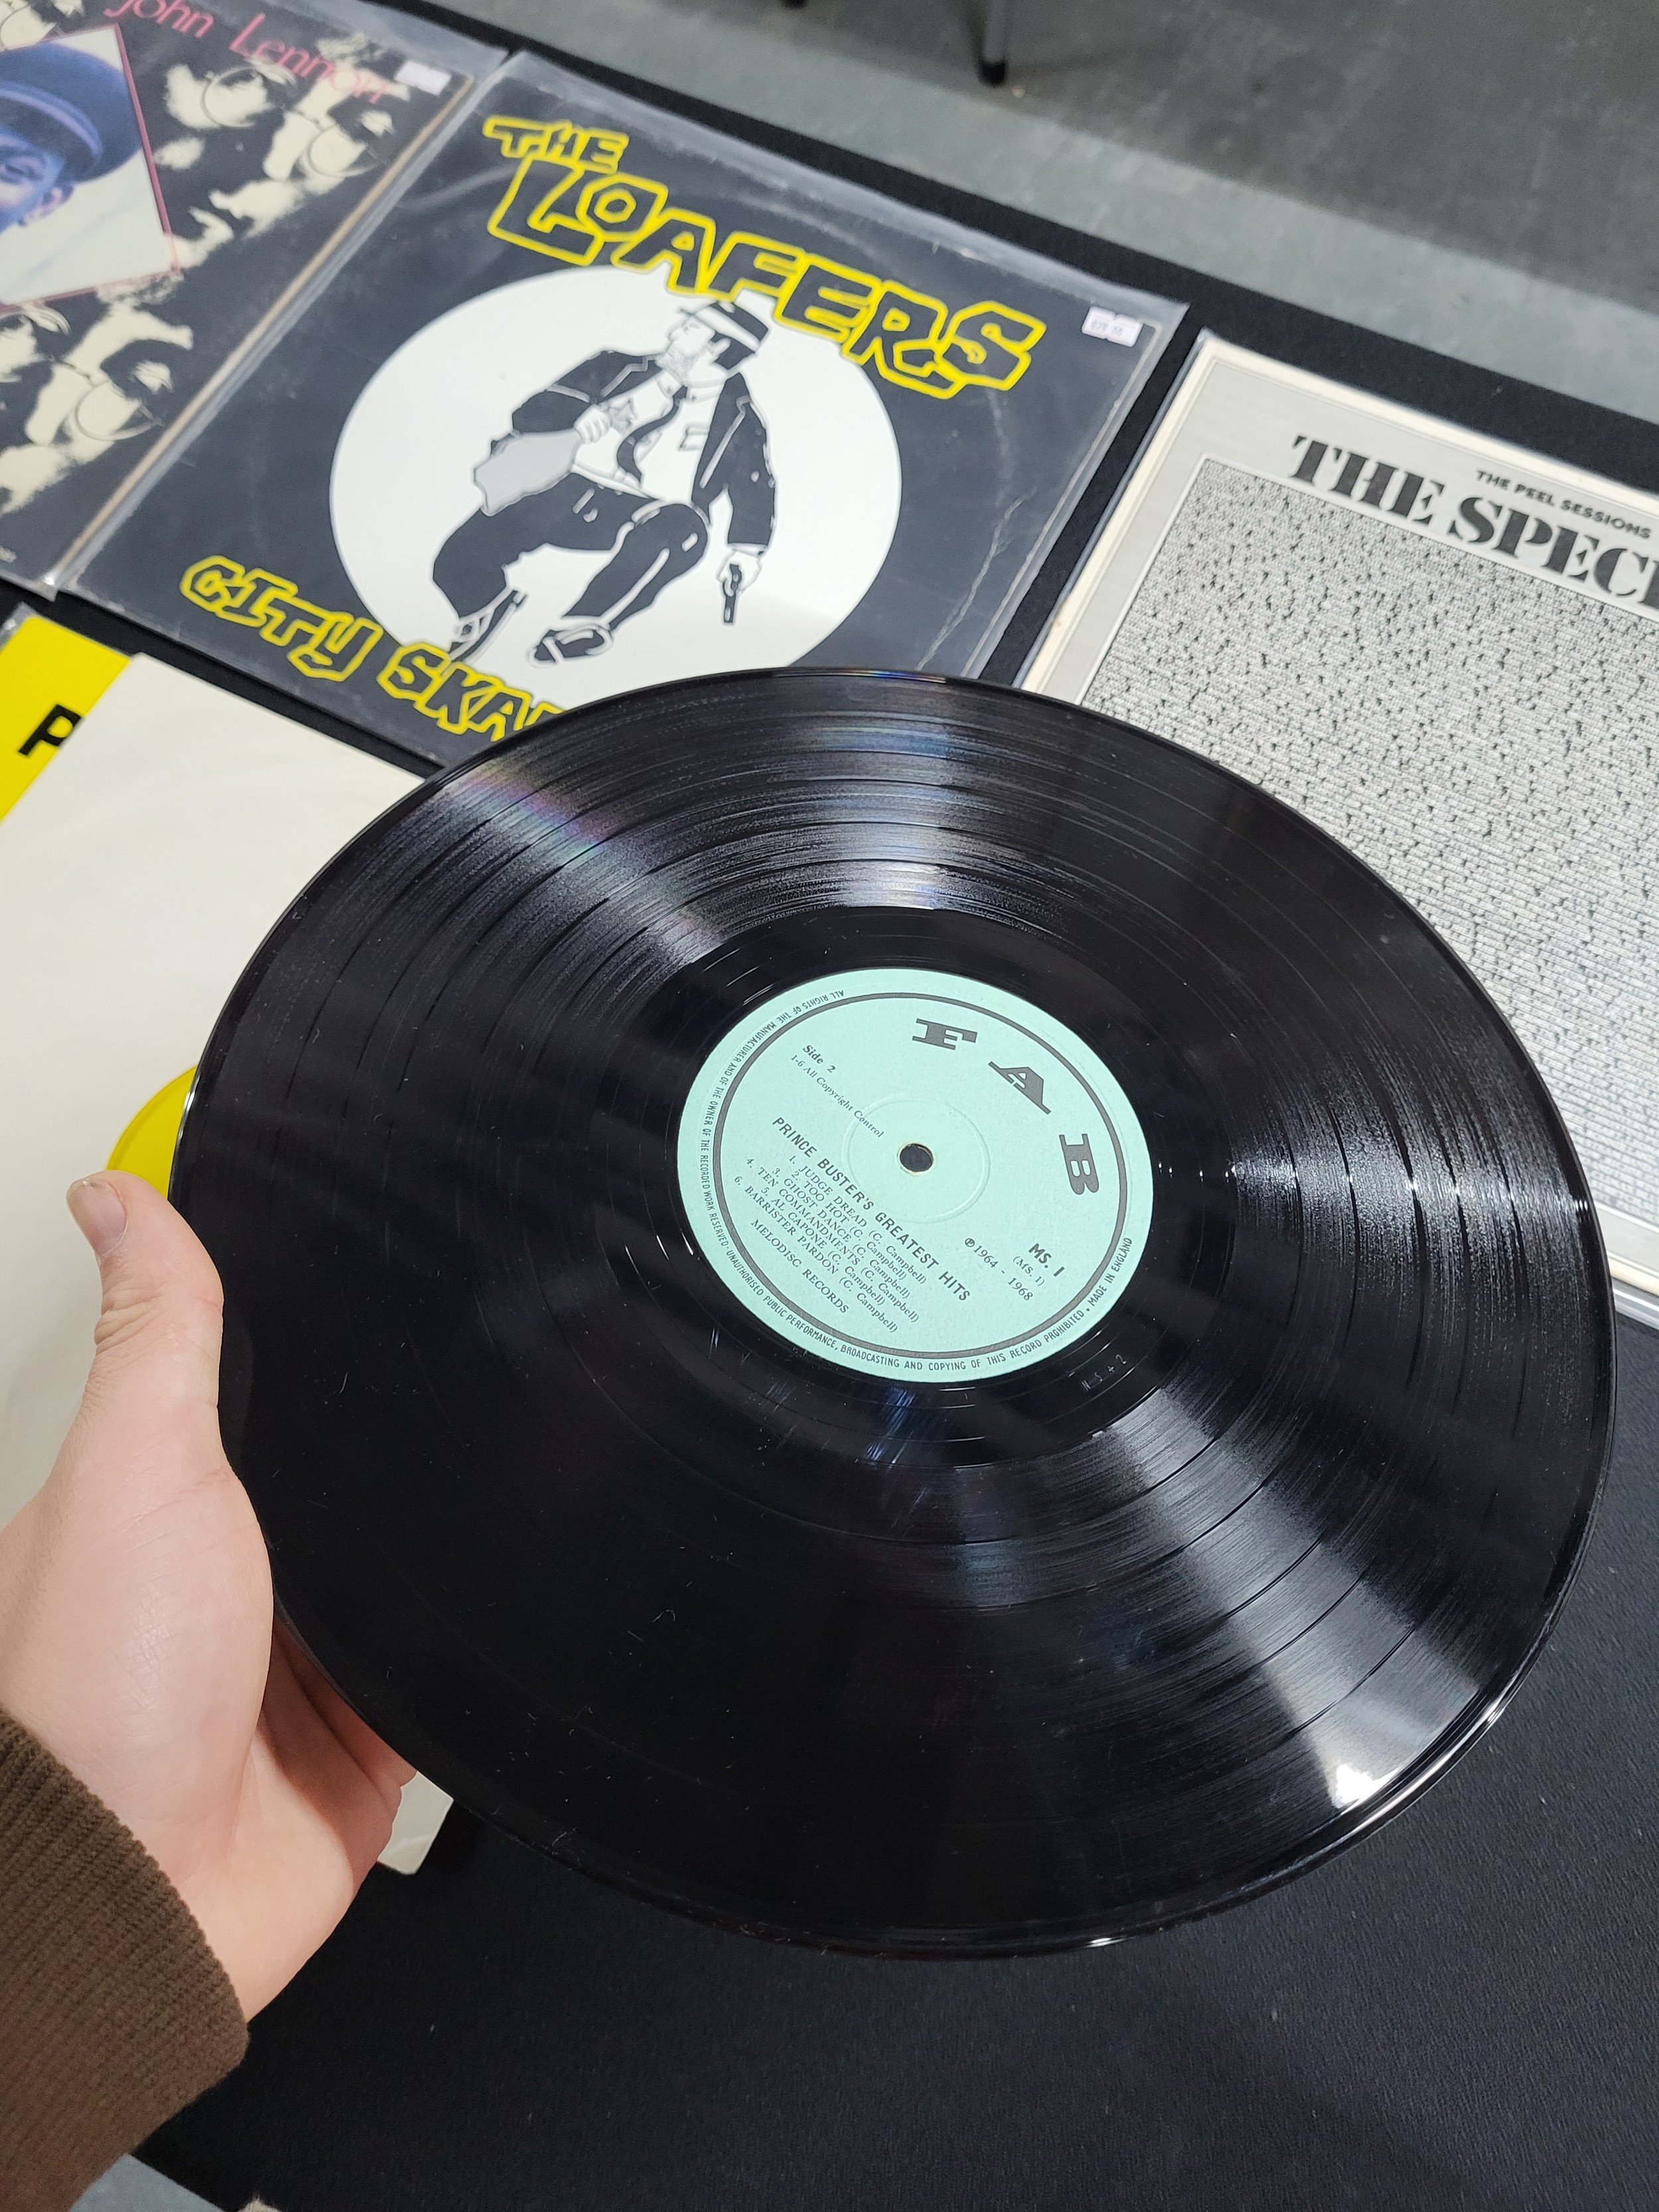 John Lennon
THE
LOAFERS
CITY SKA
THE PEEL SESSIONS
THE SPECI
P
FAB
Side 2
1-6 All Copyright Control
MS. 1
(MS. 1)
℗ 1964 - 1968
PRINCE BUSTER'S GREATEST HITS
1. JUDGE DREAD (C. Campbell)
2. TOO HOT (C. Campbell)
3. GHOST DANCE (C. Campbell)
4. TEN COMMANDMENTS (C. Campbell)
5. AL CAPONE (C. Campbell)
6. BARRISTER PARDON (C. Campbell)
MELODISC RECORDS
ALL RIGHTS OF THE MANUFACTURER AND OF THE OWNER OF THE RECORDED WORK RESERVED · UNAUTHORISED PUBLIC PERFORMANCE, BROADCASTING AND COPYING OF THIS RECORD PROHIBITED. MADE IN ENGLAND